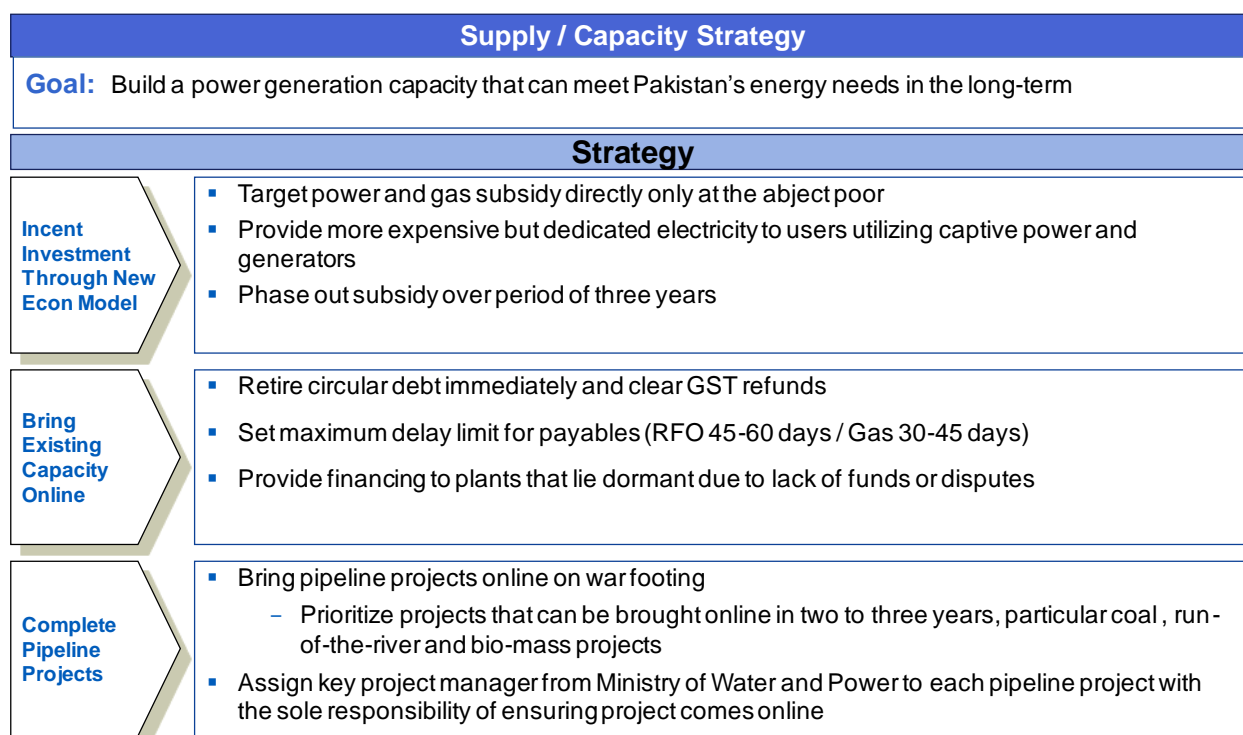 Supply / Capacity Strategy
Goal: Build a power generation capacity that can meet Pakistan's energy needs in the long-term
Strategy
Incent
Investment
Through New
Econ Model
▪ Target power and gas subsidy directly only at the abject poor
▪ Provide more expensive but dedicated electricity to users utilizing captive power and
generators
▪ Phase out subsidy over period of three years
Bring
Existing
Capacity
Online
▪ Retire circular debt immediately and clear GST refunds
▪ Set maximum delay limit for payables (RFO 45-60 days / Gas 30-45 days)
▪ Provide financing to plants that lie dormant due to lack of funds or disputes
Complete
Pipeline
Projects
▪ Bring pipeline projects online on war footing
– Prioritize projects that can be brought online in two to three years, particular coal , run-
of-the-river and bio-mass projects
▪ Assign key project manager from Ministry of Water and Power to each pipeline project with
the sole responsibility of ensuring project comes online